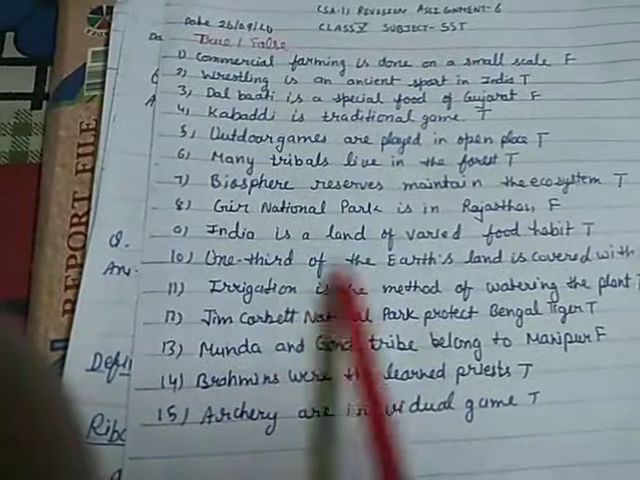 (SA-1) REVISION ASSIGNMENT-6
Date 26/09/20 CLASS V SUBJECT-SST
True / False
1) Commercial farming is done on a small scale F
2) Wrestling is an ancient sport in India T
3) Dal baati is a special food of Gujarat F
4) Kabaddi is traditional game T
5) Outdoor games are played in open place T
6) Many tribals live in the forest T
7) Biosphere reserves maintain the ecosystem T
8) Gir National Park is in Rajasthan F
9) India is a land of varied food habit T
10) One-third of the Earth's land is covered with
11) Irrigation is the method of watering the plant T
12) Jim Corbett National Park protect Bengal Tiger T
13) Munda and Gond tribe belong to Manipur F
14) Brahmins were the learned priests T
15) Archery are individual game T
REPORT FILE
Q.
Ans.